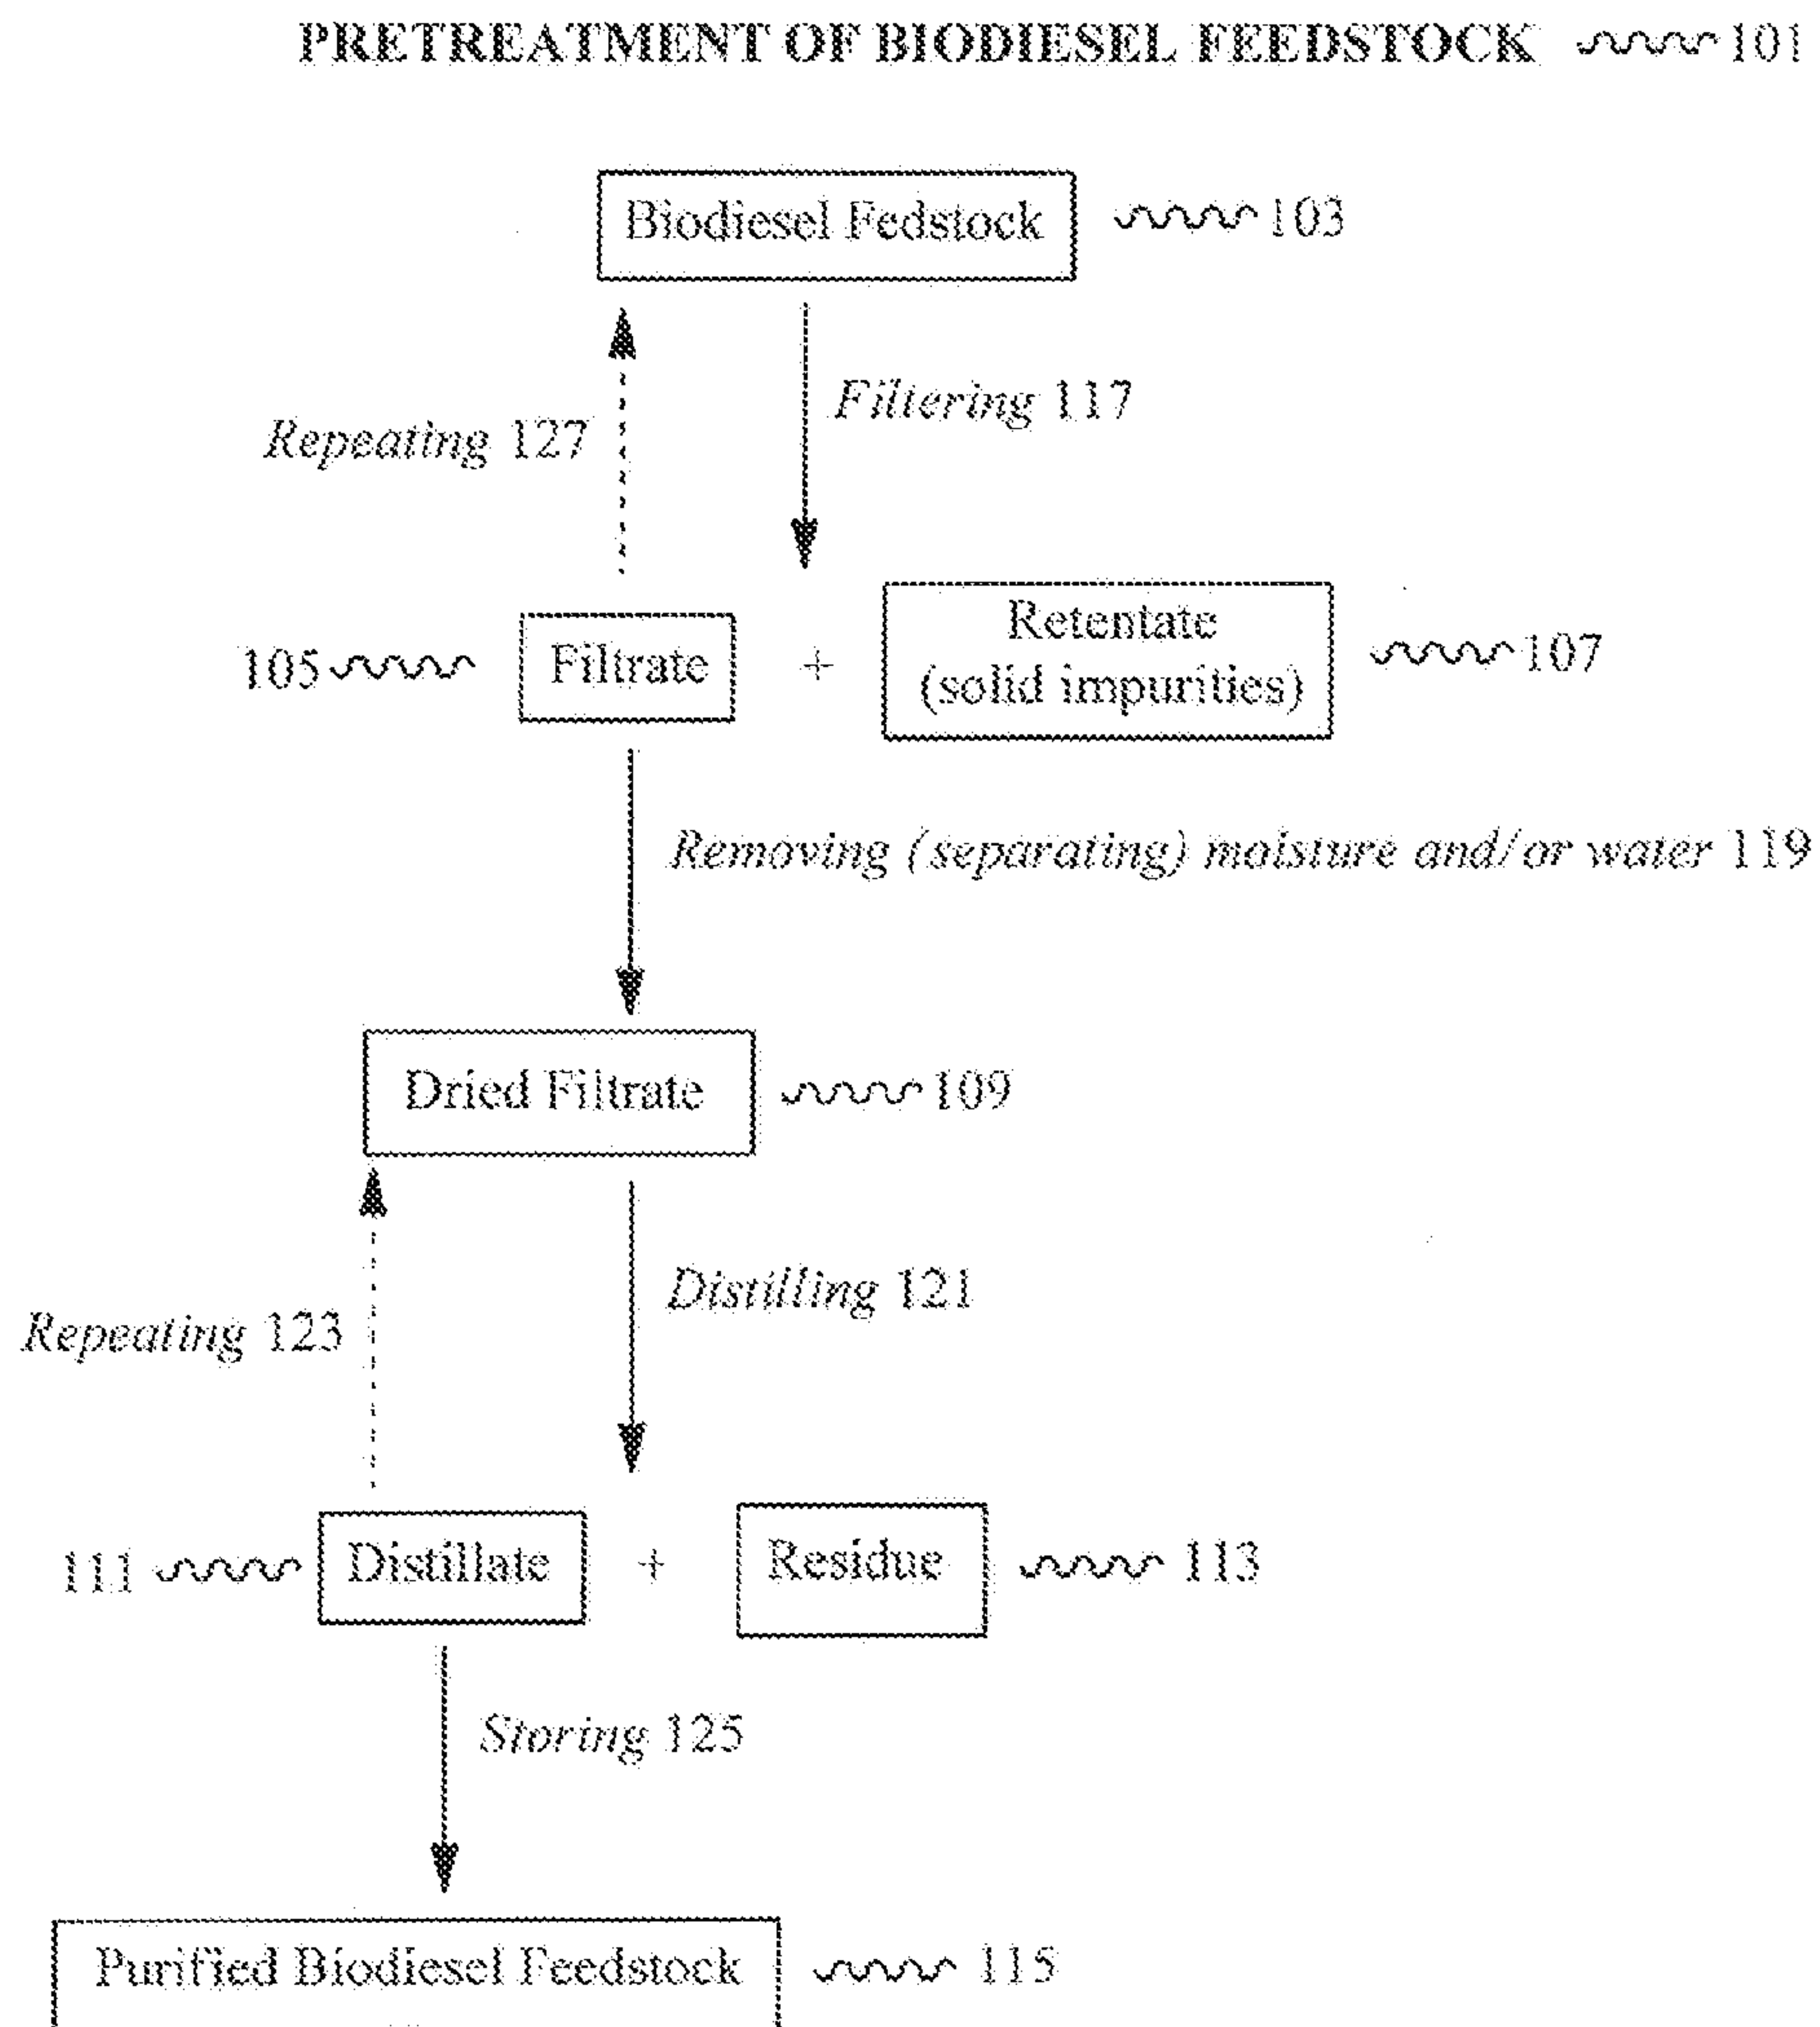 PRETREATMENT OF BIODIESEL FEEDSTOCK 101
Biodiesel Fedstock 103
Filtering 117
Repeating 127
Retentate
105 Filtrate + (solid impurities) 107
Removing (separating) moisture and/or water 119
Dried Filtrate 109
Distilling 121
Repeating 123
111 Distillate + Residue 113
Storing 125
Purified Biodiesel Feedstock 115